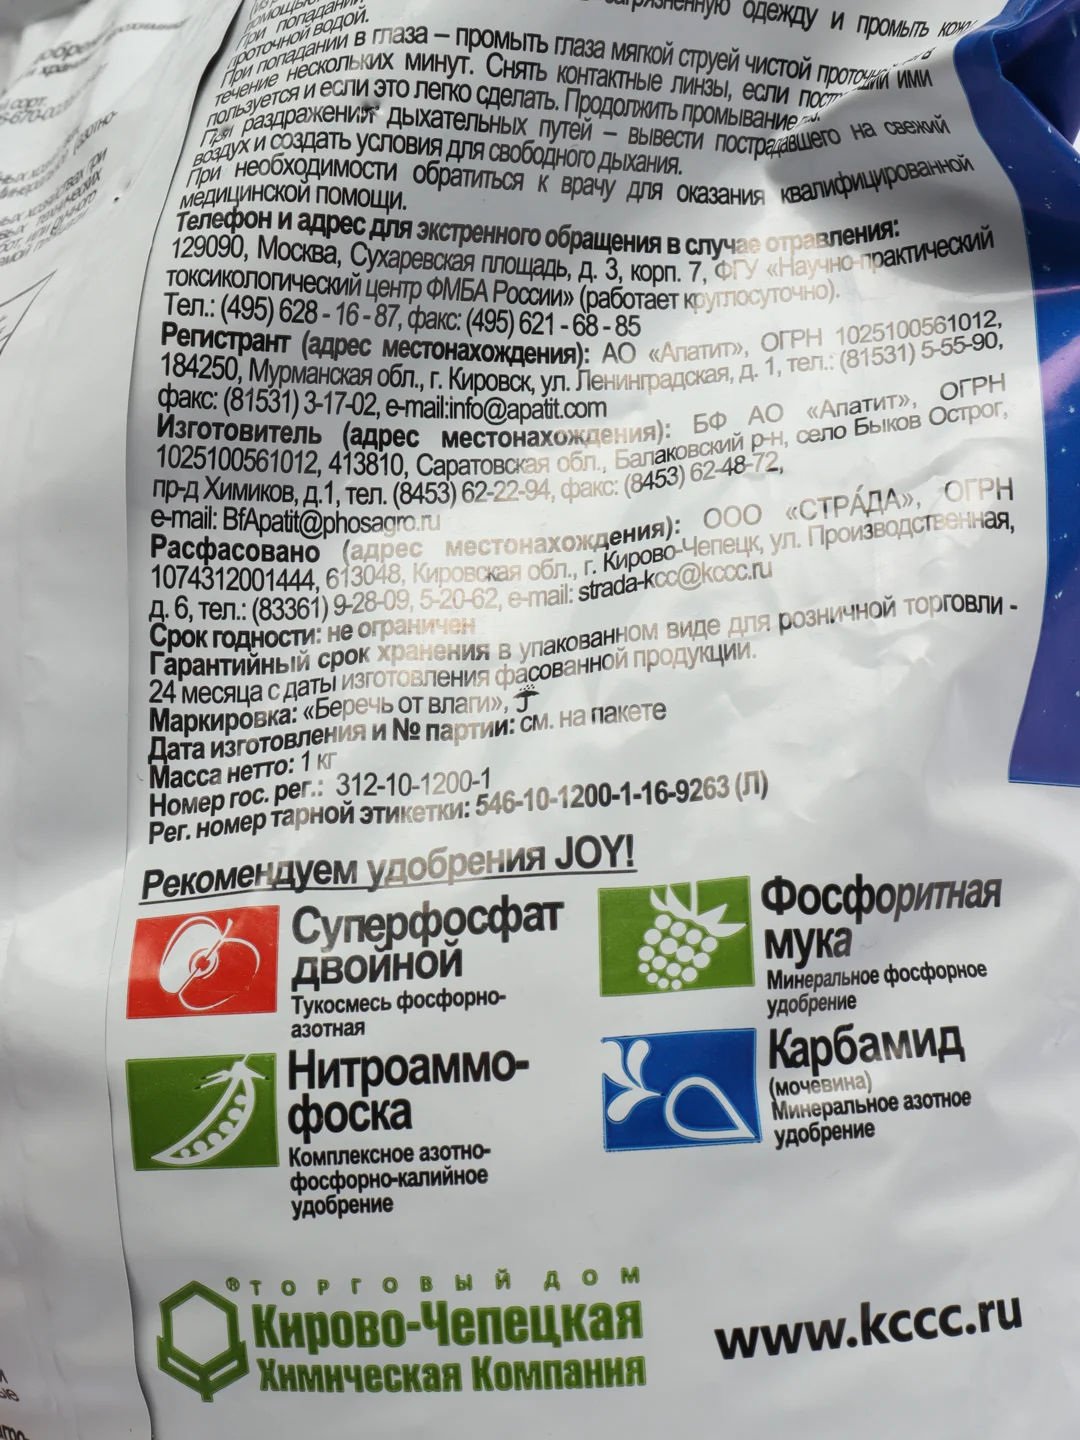 помощью
загрязненную одежду и промыть кожу
При попадании
проточной водой.
При попадании в глаза – промыть глаза мягкой струей чистой проточной
течение нескольких минут. Снять контактные линзы, если ими
пользуется и если это легко сделать. Продолжить промывание.
При раздражении дыхательных путей – вывести пострадавшего на свежий
воздух и создать условия для свободного дыхания.
При необходимости обратиться к врачу для оказания квалифицированной
медицинской помощи.
Телефон и адрес для экстренного обращения в случае отравления:
129090, Москва, Сухаревская площадь, д. 3, корп. 7, ФГУ «Научно-практический
токсикологический центр ФМБА России» (работает круглосуточно).
Тел.: (495) 628 - 16 - 87, факс: (495) 621 - 68 - 85
Регистрант (адрес местонахождения): АО «Апатит», ОГРН 1025100561012,
184250, Мурманская обл., г. Кировск, ул. Ленинградская, д. 1, тел.: (81531) 5-55-90,
факс: (81531) 3-17-02, e-mail:info@apatit.com
Изготовитель (адрес местонахождения): БФ АО «Апатит», ОГРН
1025100561012, 413810, Саратовская обл., Балаковский р-н, село Быков Острог,
пр-д Химиков, д.1, тел. (8453) 62-22-94, факс: (8453) 62-48-72,
e-mail: BfApatit@phosagro.ru
Расфасовано (адрес местонахождения): ООО «СТРАДА», ОГРН
1074312001444, 613048, Кировская обл., г. Кирово-Чепецк, ул. Производственная,
д. 6, тел.: (83361) 9-28-09, 5-20-62, e-mail: strada-kcc@kccc.ru
Срок годности: не ограничен
Гарантийный срок хранения в упакованном виде для розничной торговли -
24 месяца с даты изготовления фасованной продукции.
Маркировка: «Беречь от влаги»,
Дата изготовления и № партии: см. на пакете
Масса нетто: 1 кг
Номер гос. рег.: 312-10-1200-1
Рег. номер тарной этикетки: 546-10-1200-1-16-9263 (Л)
Рекомендуем удобрения JOY!
Суперфосфат
двойной
Тукосмесь фосфорно-
азотная
Фосфоритная
мука
Минеральное фосфорное
удобрение
Нитроаммо-
фоска
Комплексное азотно-
фосфорно-калийное
удобрение
Карбамид
(мочевина)
Минеральное азотное
удобрение
® ТОРГОВЫЙ ДОМ
Кирово-Чепецкая
Химическая Компания
www.kccc.ru